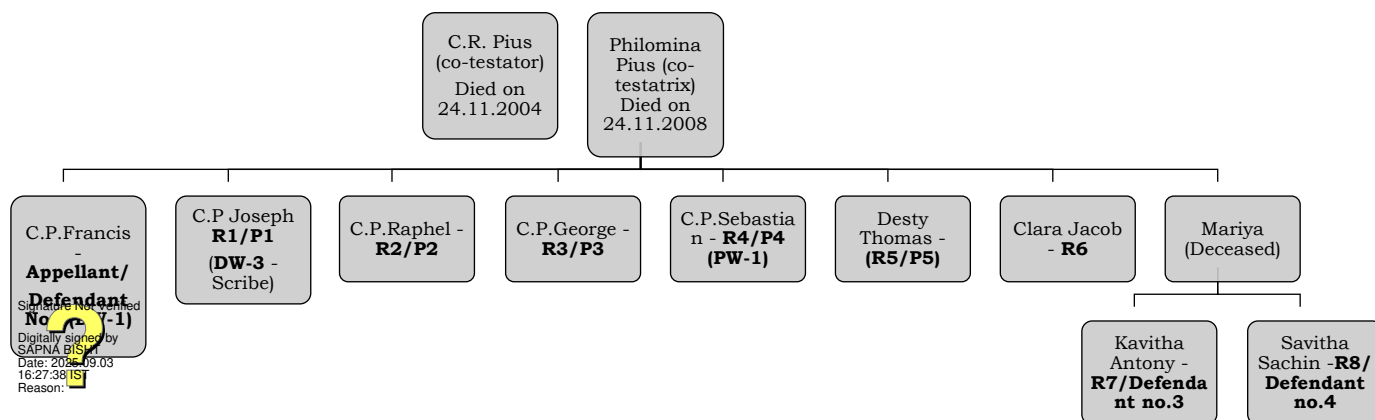 C.R. Pius
(co-testator)
Died on
24.11.2004
Philomina
Pius (co-
testatrix)
Died on
24.11.2008
C.P.Francis
-
Appellant/
Defendant
No. (DW-1)
C.P Joseph
R1/P1
(DW-3 -
Scribe)
C.P.Raphel -
R2/P2
C.P.George -
R3/P3
C.P.Sebastia
n - R4/P4
(PW-1)
Desty
Thomas -
(R5/P5)
Clara Jacob
- R6
Mariya
(Deceased)
Kavitha
Antony -
R7/Defenda
nt no.3
Savitha
Sachin -R8/
Defendant
no.4
Signature Not Verified
Digitally signed by
SAPNA BISHT
Date: 2025.09.03
16:27:38 IST
Reason:
?